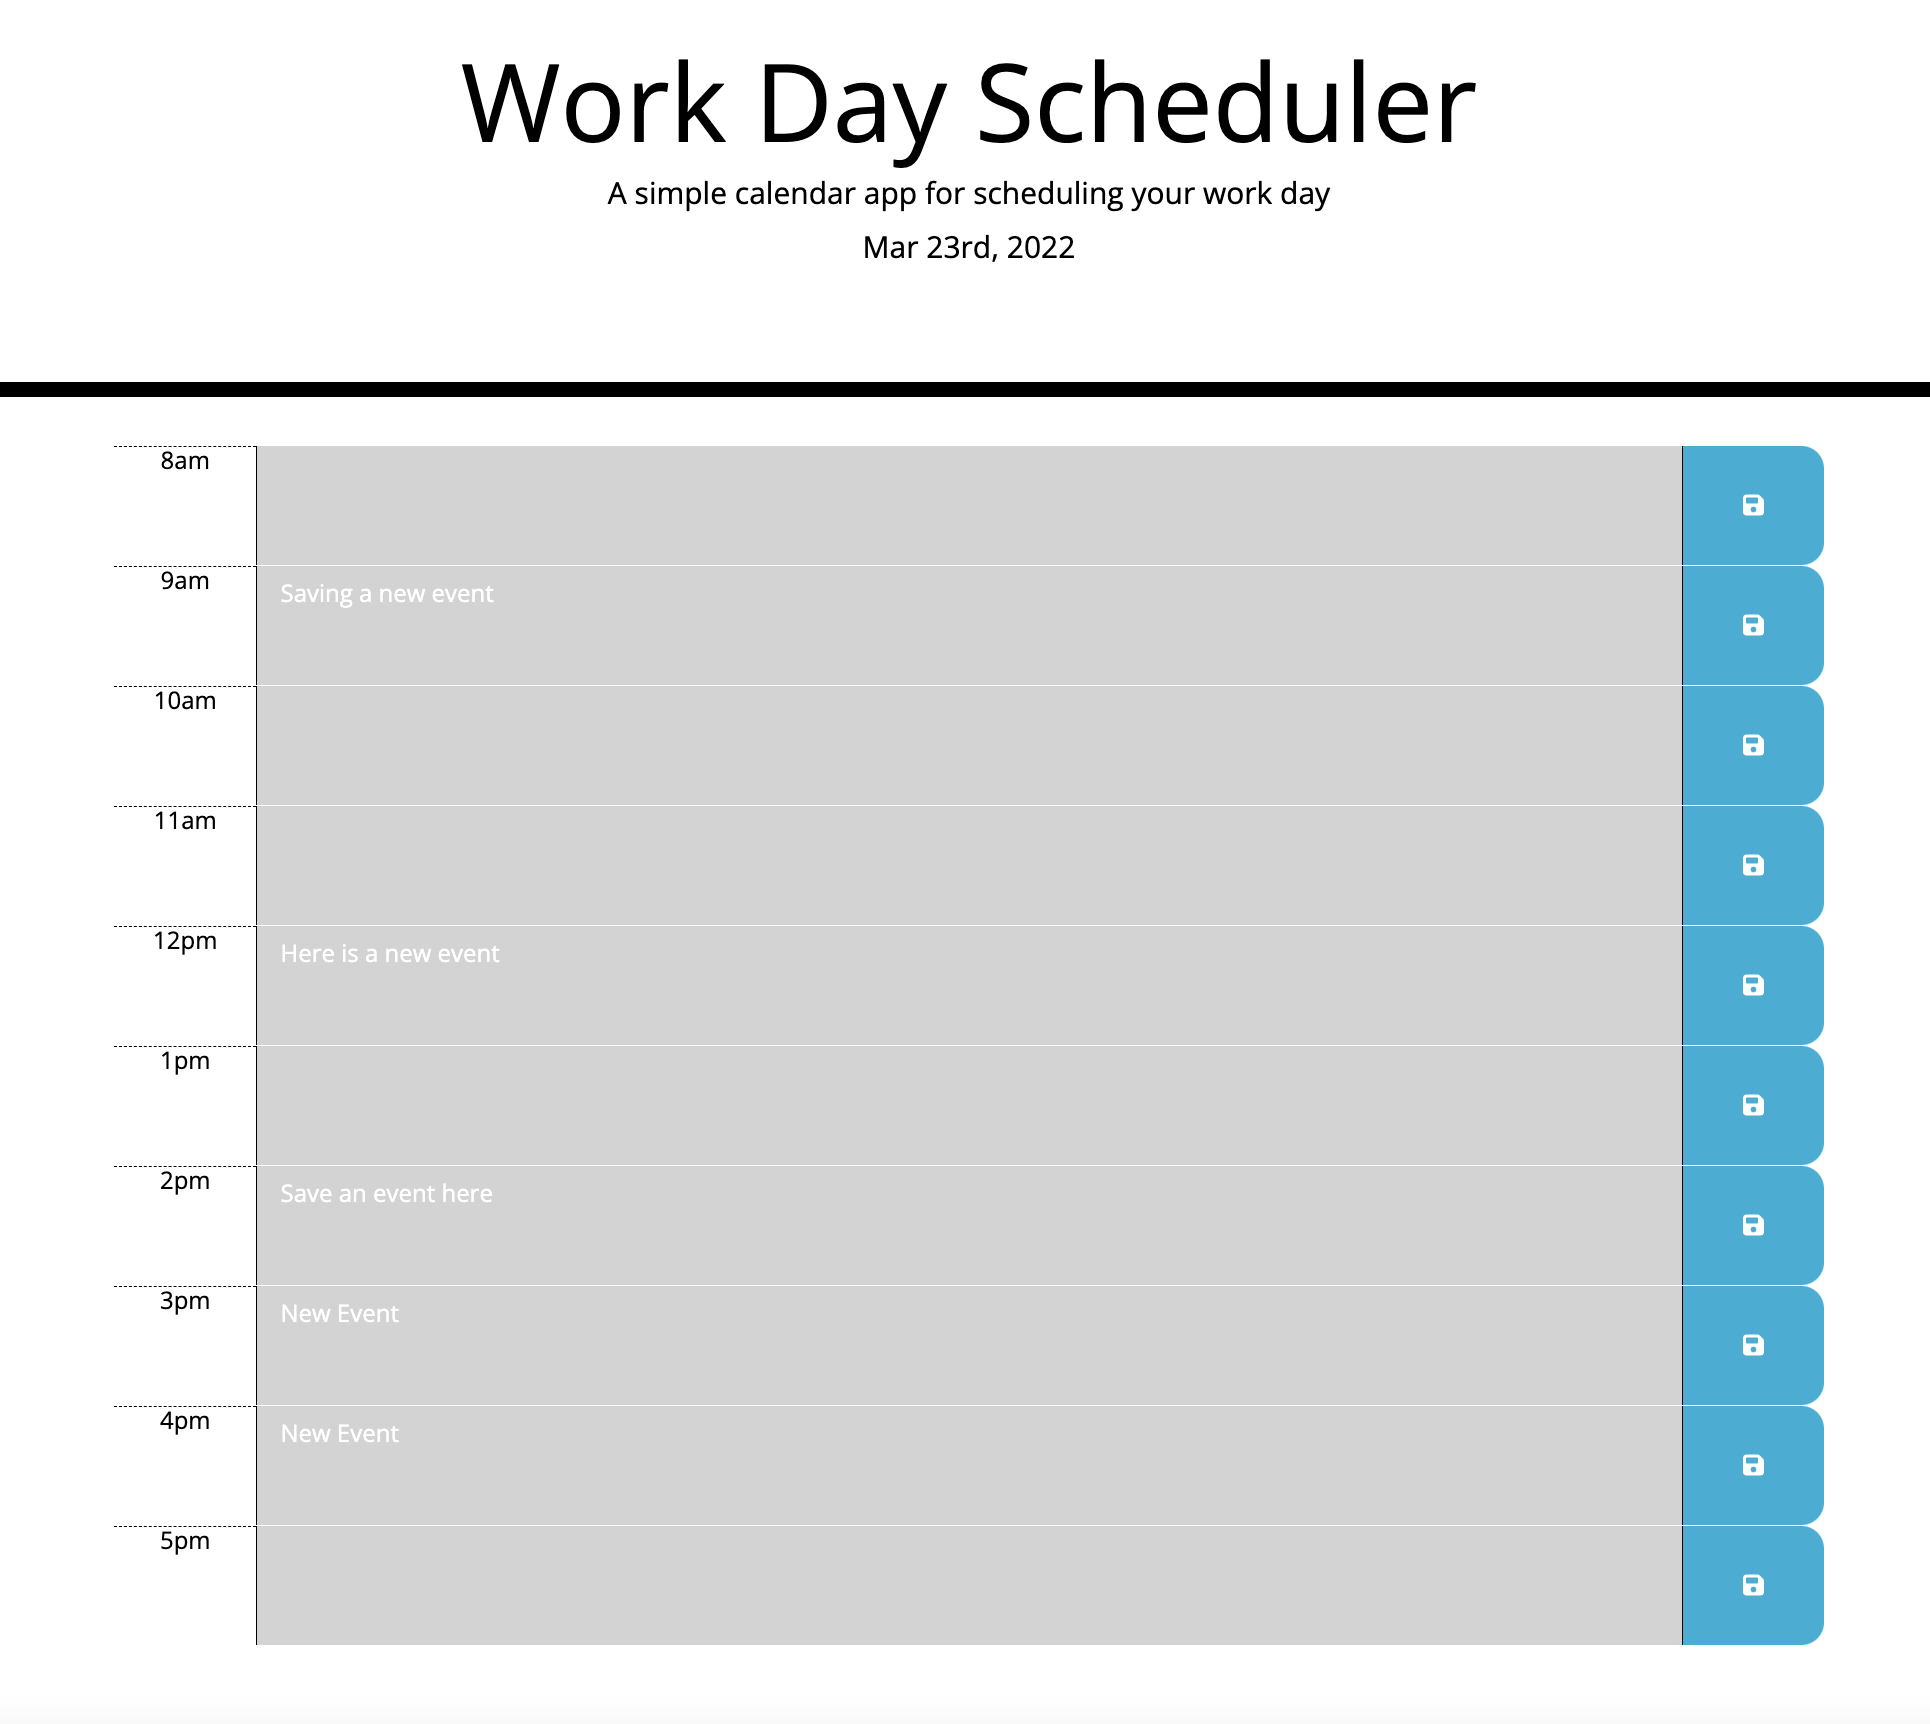 Work Day Scheduler
A simple calendar app for scheduling your work day
Mar 23rd, 2022
8am
9am
Saving a new event
10am
11am
12pm
Here is a new event
1pm
2pm
Save an event here
3pm
New Event
4pm
New Event
5pm